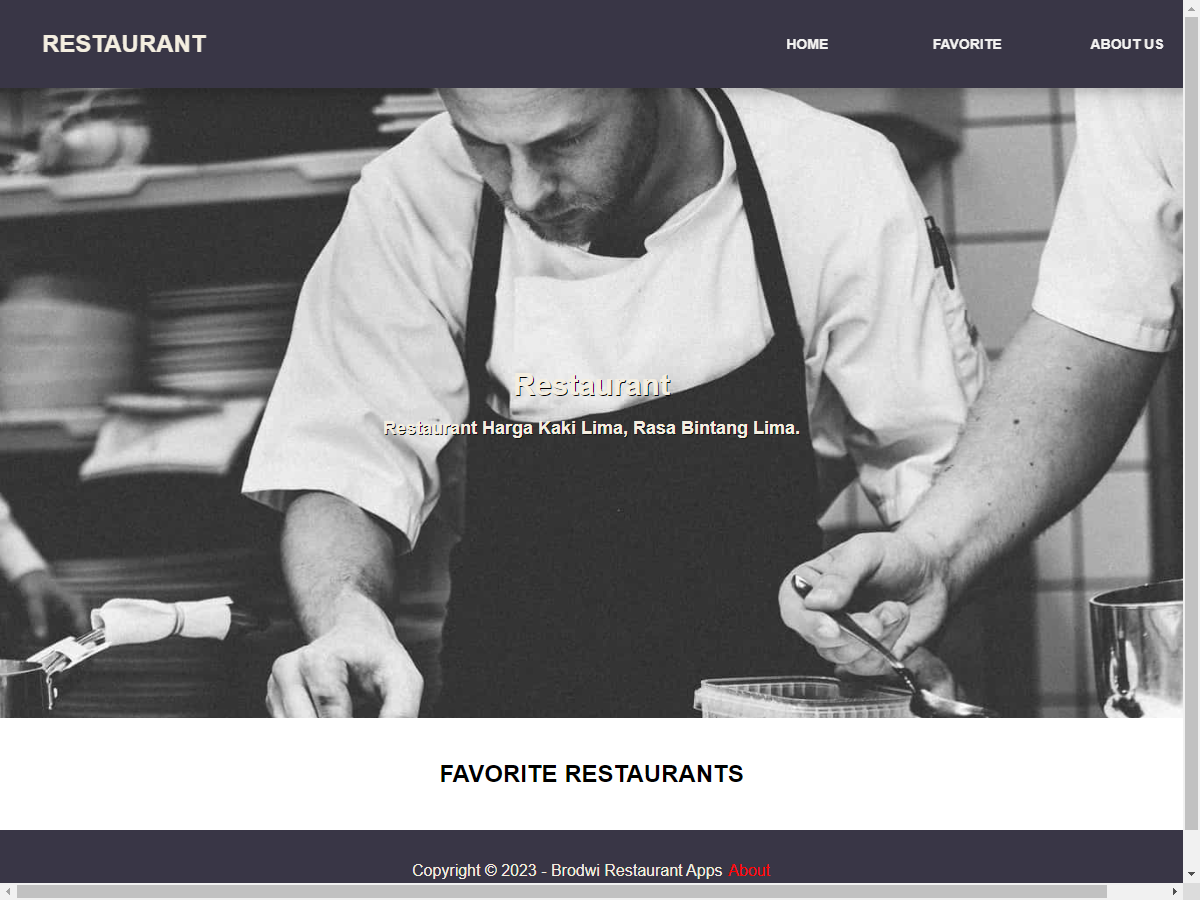 RESTAURANT
HOME
FAVORITE
ABOUT US
Restaurant
Restaurant Harga Kaki Lima, Rasa Bintang Lima.
FAVORITE RESTAURANTS
Copyright © 2023 - Brodwi Restaurant Apps About